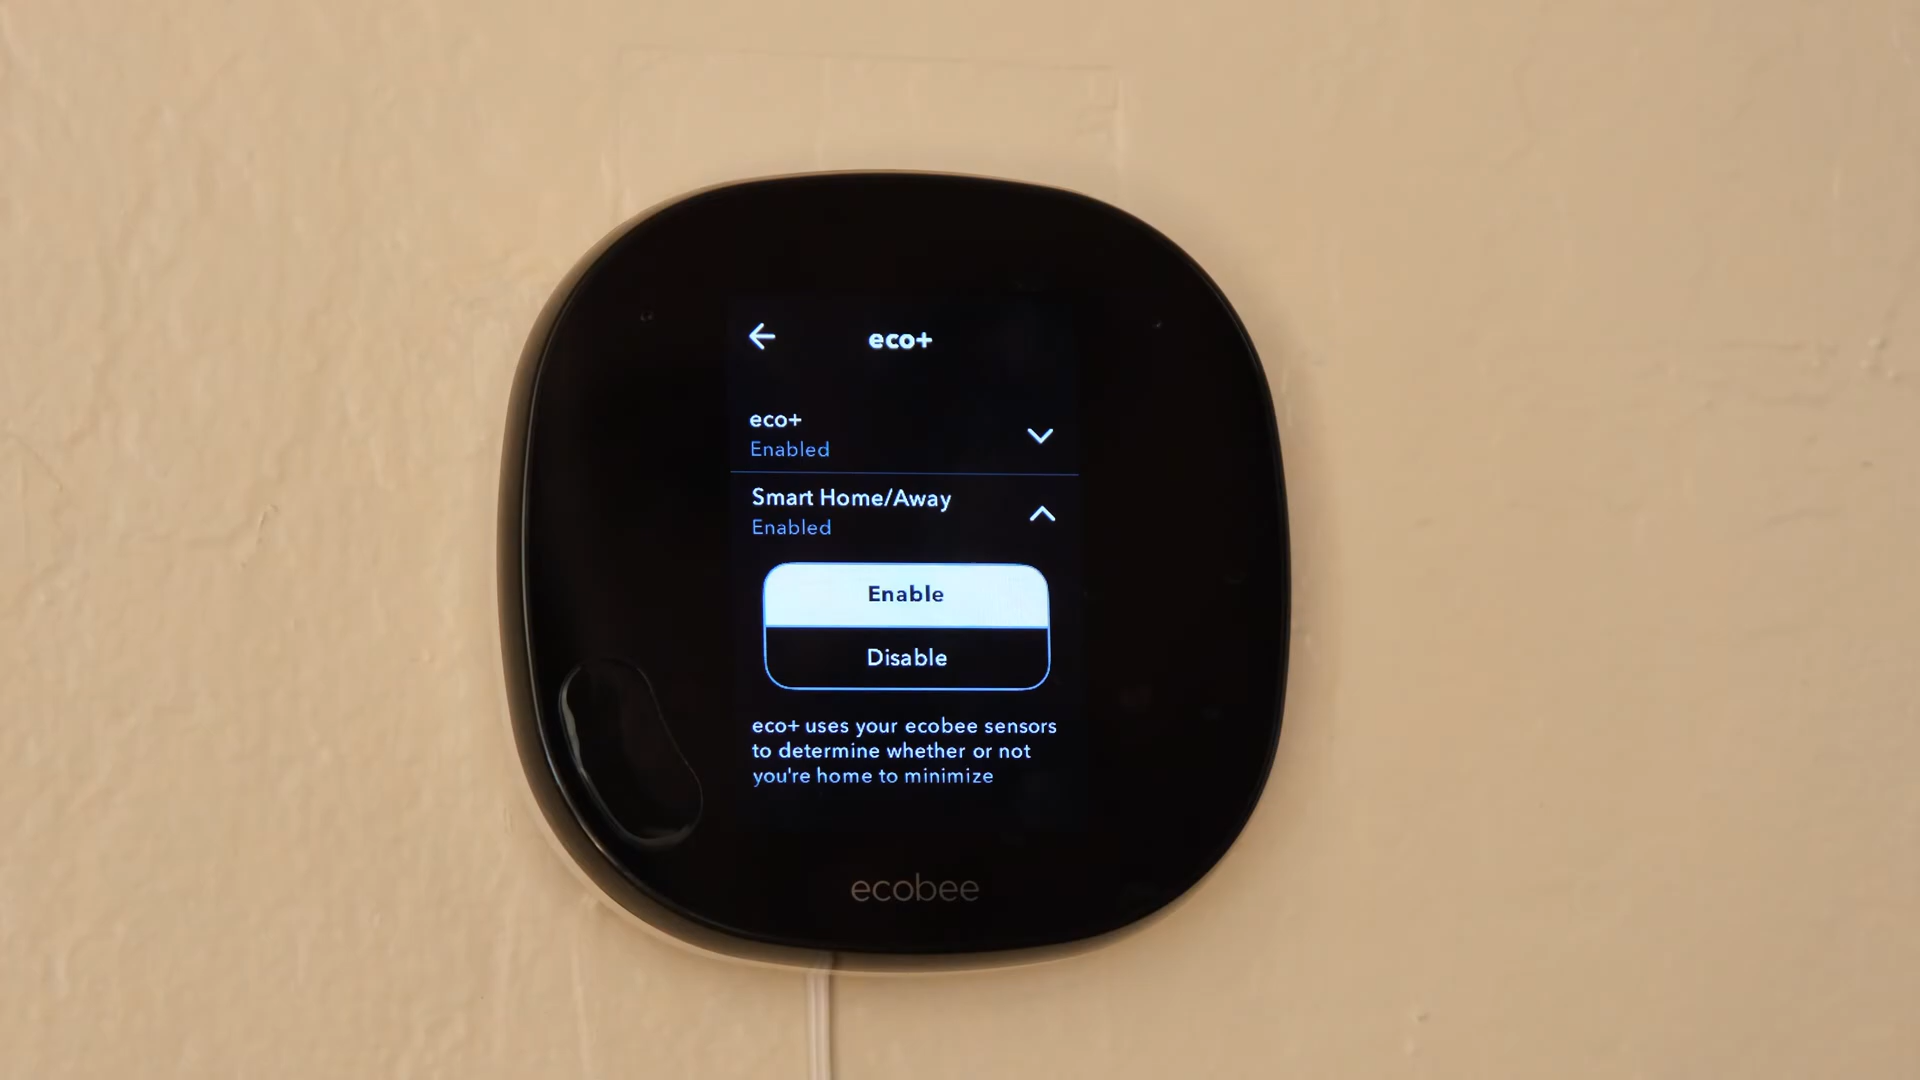 eco+
eco+
Enabled
Smart Home/Away
Enabled
Enable
Disable
eco+ uses your ecobee sensors
to determine whether or not
you're home to minimize
ecobee